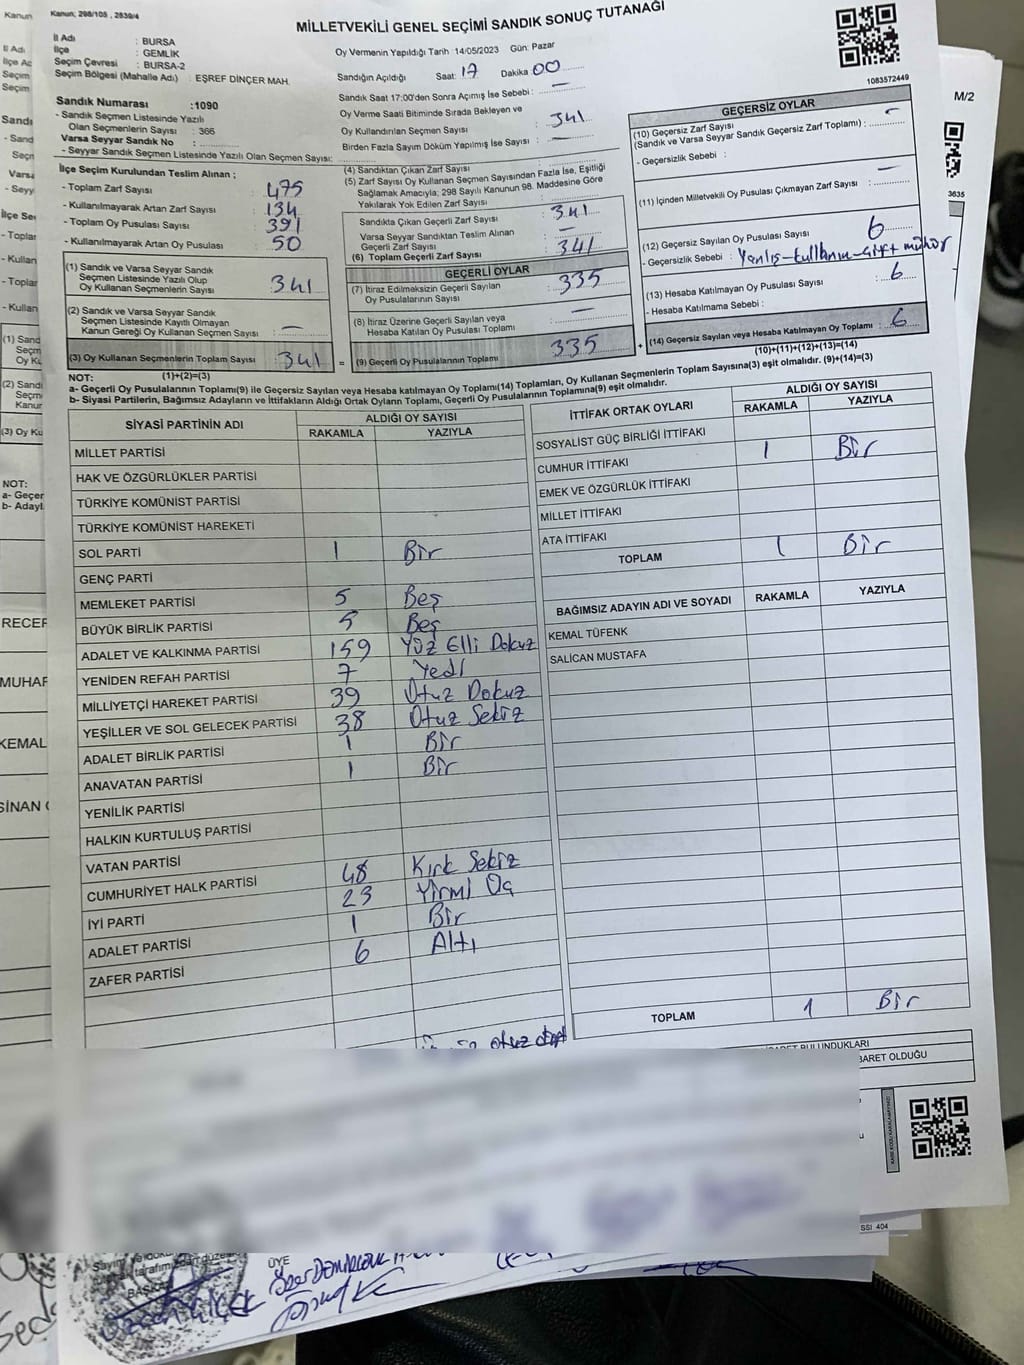 Kanun; 298/105 , 2839/4
MİLLETVEKİLİ GENEL SEÇİMİ SANDIK SONUÇ TUTANAĞI
İl Adı : BURSA
İlçe : GEMLİK
Seçim Çevresi : BURSA-2
Seçim Bölgesi (Mahalle Adı) : EŞREF DİNÇER MAH.
Oy Vermenin Yapıldığı Tarih 14/05/2023 Gün: Pazar
Sandığın Açıldığı Saat: 17 Dakika 00
Sandık Saat 17:00'den Sonra Açımış İse Sebebi : —
Oy Verme Saati Bitiminde Sırada Bekleyen ve
Oy Kullandırılan Seçmen Sayısı : 341
Birden Fazla Sayım Döküm Yapılmış İse Sayısı : —
1083572449
M/2
Sandık Numarası :1090
- Sandık Seçmen Listesinde Yazılı
Olan Seçmenlerin Sayısı : 366
Varsa Seyyar Sandık No :
- Seyyar Sandık Seçmen Listesinde Yazılı Olan Seçmen Sayısı:
İlçe Seçim Kurulundan Teslim Alınan ;
- Toplam Zarf Sayısı : 475
- Kullanılmayarak Artan Zarf Sayısı : 134
- Toplam Oy Pusulası Sayısı : 391
- Kullanılmayarak Artan Oy Pusulası : 50
(1) Sandık ve Varsa Seyyar Sandık
Seçmen Listesinde Yazılı Olup
Oy Kullanan Seçmenlerin Sayısı : 341
(2) Sandık ve Varsa Seyyar Sandık
Seçmen Listesinde Kayıtlı Olmayan
Kanun Gereği Oy Kullanan Seçmen Sayısı : —
(3) Oy Kullanan Seçmenlerin Toplam Sayısı : 341
(1)+(2)=(3)
(4) Sandıktan Çıkan Zarf Sayısı
(5) Zarf Sayısı Oy Kullanan Seçmen Sayısından Fazla İse, Eşitliği
Sağlamak Amacıyla; 298 Sayılı Kanunun 98. Maddesine Göre
Yakılarak Yok Edilen Zarf Sayısı :
Sandıkta Çıkan Geçerli Zarf Sayısı : 341
Varsa Seyyar Sandıktan Teslim Alınan
Geçerli Zarf Sayısı : —
(6) Toplam Geçerli Zarf Sayısı : 341
GEÇERLİ OYLAR
(7) İtiraz Edilmeksizin Geçerli Sayılan
Oy Pusulalarının Sayısı : 335
(8) İtiraz Üzerine Geçerli Sayılan veya
Hesaba Katılan Oy Pusulası Toplamı : —
= (9) Geçerli Oy Pusulalarının Toplamı 335 +
GEÇERSİZ OYLAR
(10) Geçersiz Zarf Sayısı
(Sandık ve Varsa Seyyar Sandık Geçersiz Zarf Toplamı) : —
- Geçersizlik Sebebi :
(11) İçinden Milletvekili Oy Pusulası Çıkmayan Zarf Sayısı : —
(12) Geçersiz Sayılan Oy Pusulası Sayısı : 6
- Geçersizlik Sebebi : Yanlış-kullanım-çift mühür
(13) Hesaba Katılmayan Oy Pusulası Sayısı : 6
- Hesaba Katılmama Sebebi :
(14) Geçersiz Sayılan veya Hesaba Katılmayan Oy Toplamı : 6
(10)+(11)+(12)+(13)=(14)
NOT:
a- Geçerli Oy Pusulalarının Toplamı(9) ile Geçersiz Sayılan veya Hesaba katılmayan Oy Toplamı(14) Toplamları, Oy Kullanan Seçmenlerin Toplam Sayısına(3) eşit olmalıdır. (9)+(14)=(3)
b- Siyasi Partilerin, Bağımsız Adayların ve İttifakların Aldığı Ortak Oyların Toplamı, Geçerli Oy Pusulalarının Toplamına(9) eşit olmalıdır.
SİYASİ PARTİNİN ADI ALDIĞI OY SAYISI
RAKAMLA YAZIYLA
MİLLET PARTİSİ
HAK VE ÖZGÜRLÜKLER PARTİSİ
TÜRKİYE KOMÜNİST PARTİSİ
TÜRKİYE KOMÜNİST HAREKETİ
SOL PARTİ 1 Bir
GENÇ PARTİ
MEMLEKET PARTİSİ 5 Beş
BÜYÜK BİRLİK PARTİSİ 5 Beş
ADALET VE KALKINMA PARTİSİ 159 Yüz Elli Dokuz
YENİDEN REFAH PARTİSİ 7 Yedi
MİLLİYETÇİ HAREKET PARTİSİ 39 Otuz Dokuz
YEŞİLLER VE SOL GELECEK PARTİSİ 38 Otuz Sekiz
ADALET BİRLİK PARTİSİ 1 Bir
ANAVATAN PARTİSİ 1 Bir
YENİLİK PARTİSİ
HALKIN KURTULUŞ PARTİSİ
VATAN PARTİSİ
CUMHURİYET HALK PARTİSİ 48 Kırk Sekiz
İYİ PARTİ 23 Yirmi Üç
ADALET PARTİSİ 1 Bir
ZAFER PARTİSİ 6 Altı
otuz
İTTİFAK ORTAK OYLARI ALDIĞI OY SAYISI
RAKAMLA YAZIYLA
SOSYALİST GÜÇ BİRLİĞİ İTTİFAKI
CUMHUR İTTİFAKI 1 Bir
EMEK VE ÖZGÜRLÜK İTTİFAKI
MİLLET İTTİFAKI
ATA İTTİFAKI
TOPLAM 1 Bir
BAĞIMSIZ ADAYIN ADI VE SOYADI RAKAMLA YAZIYLA
KEMAL TÜFENK
SALİCAN MUSTAFA
TOPLAM 1 Bir
BULUNDUKLARI
BARET OLDUĞU
SSI 404
ÜYE